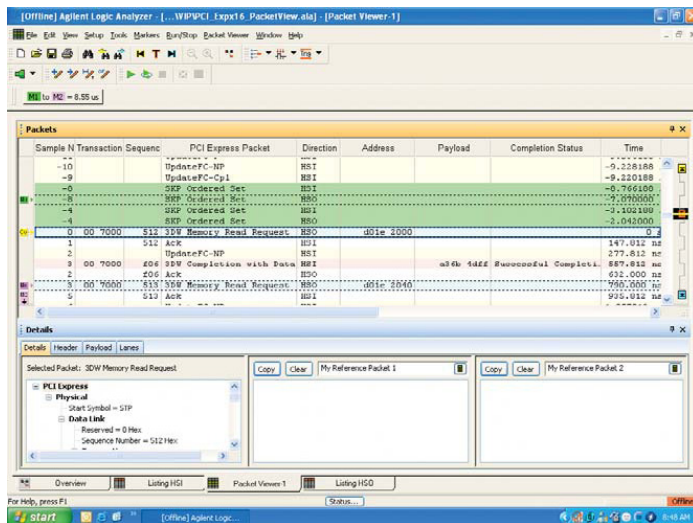 [Offline] Agilent Logic Analyzer - [...WIP\PCI_Expx16_PacketView.ala] - [Packet Viewer-1]
File Edit View Setup Tools Markers Run/Stop Packet Viewer Window Help
M1 to M2 = 8.55 us
Packets
Sample N Transaction Sequenc PCI Express Packet Direction Address Payload Completion Status Time
-10 UpdateFC-NP HSI -9.228188
-9 UpdateFC-Cpl HSI -9.220188
SKP Ordered Set HSI -8.766188
-8 SKP Ordered Set HSO -7.070000
-4 SKP Ordered Set HSI -3.102188
-4 SKP Ordered Set HSO -2.042000
0 00 7000 512 3DW Memory Read Request HSO d01e 2000 0 s
1 512 Ack HSI 147.812 ns
2 UpdateFC-NP HSI 277.812 ns
3 00 7000 f06 3DW Completion with Data HSI a36b 4dff Successful Completi. 557.812 ns
2 f06 Ack HSO 632.000 ns
3 00 7000 513 3DW Memory Read Request HSO d01e 2040 790.000 ns
5 513 Ack HSI 935.812 ns
Details
Details Header Payload Lanes
Selected Packet: 3DW Memory Read Request
Copy Clear My Reference Packet 1
Copy Clear My Reference Packet 2
PCI Express
Physical
Start Symbol = STP
Data Link
Reserved = 0 Hex
Sequence Number = 512 Hex
Overview Listing HSI Packet Viewer-1 Listing HSO
For Help, press F1
Status...
Offline
start
[Offline] Agilent Logic...
8:48 AM